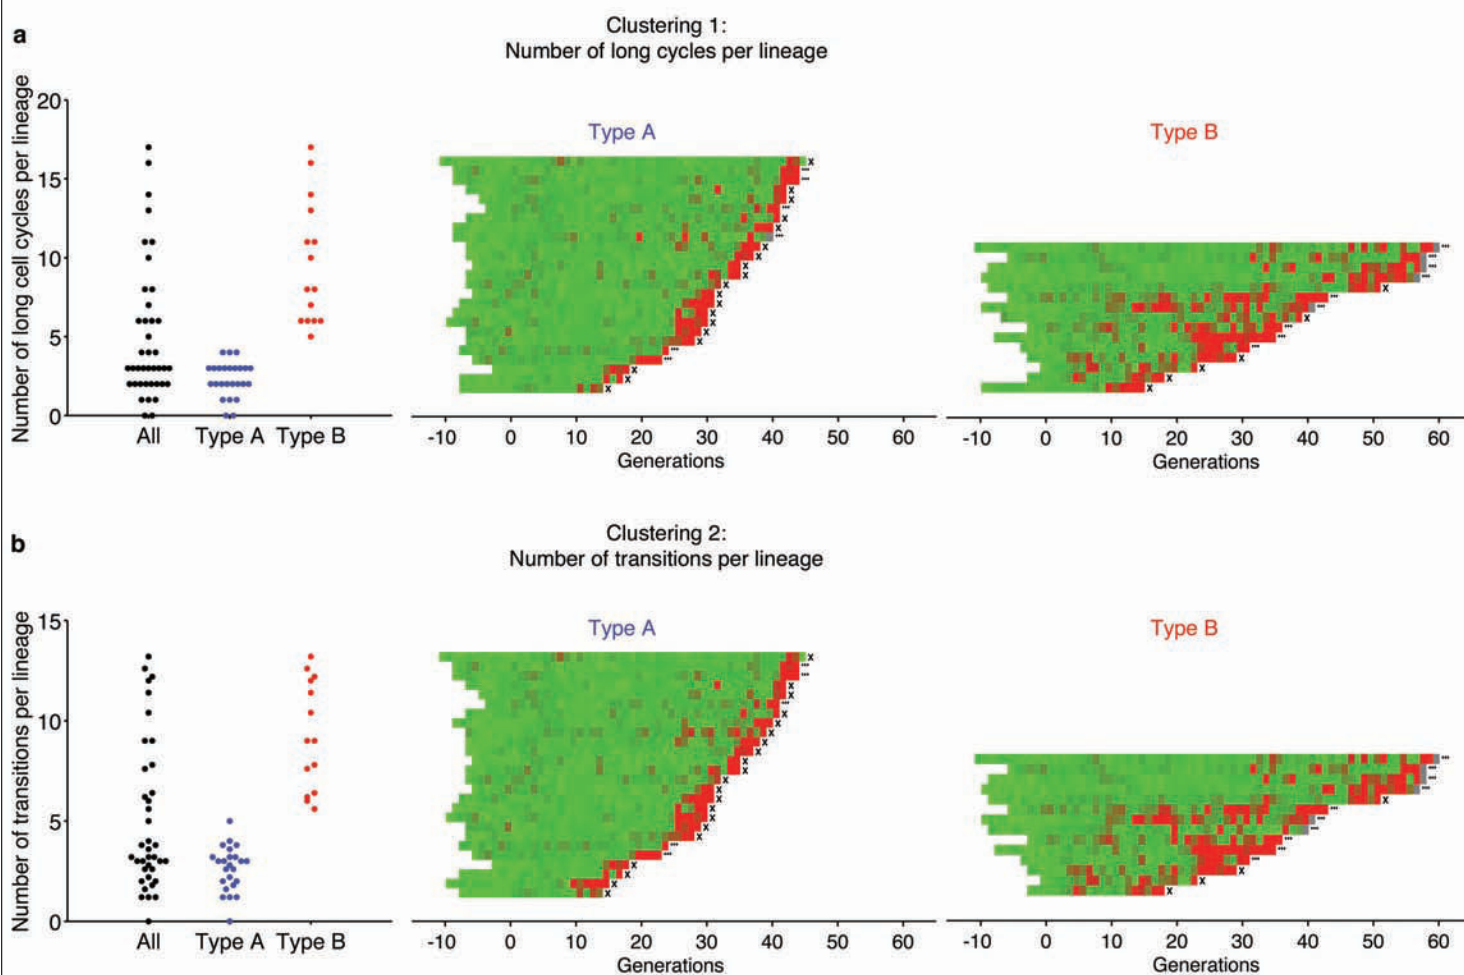 a
Clustering 1:
Number of long cycles per lineage
Number of long cell cycles per lineage
20
15
10
5
0
All Type A Type B
Type A
-10 0 10 20 30 40 50 60
Generations
Type B
-10 0 10 20 30 40 50 60
Generations
b
Clustering 2:
Number of transitions per lineage
Number of transitions per lineage
15
10
5
0
All Type A Type B
Type A
-10 0 10 20 30 40 50 60
Generations
Type B
-10 0 10 20 30 40 50 60
Generations